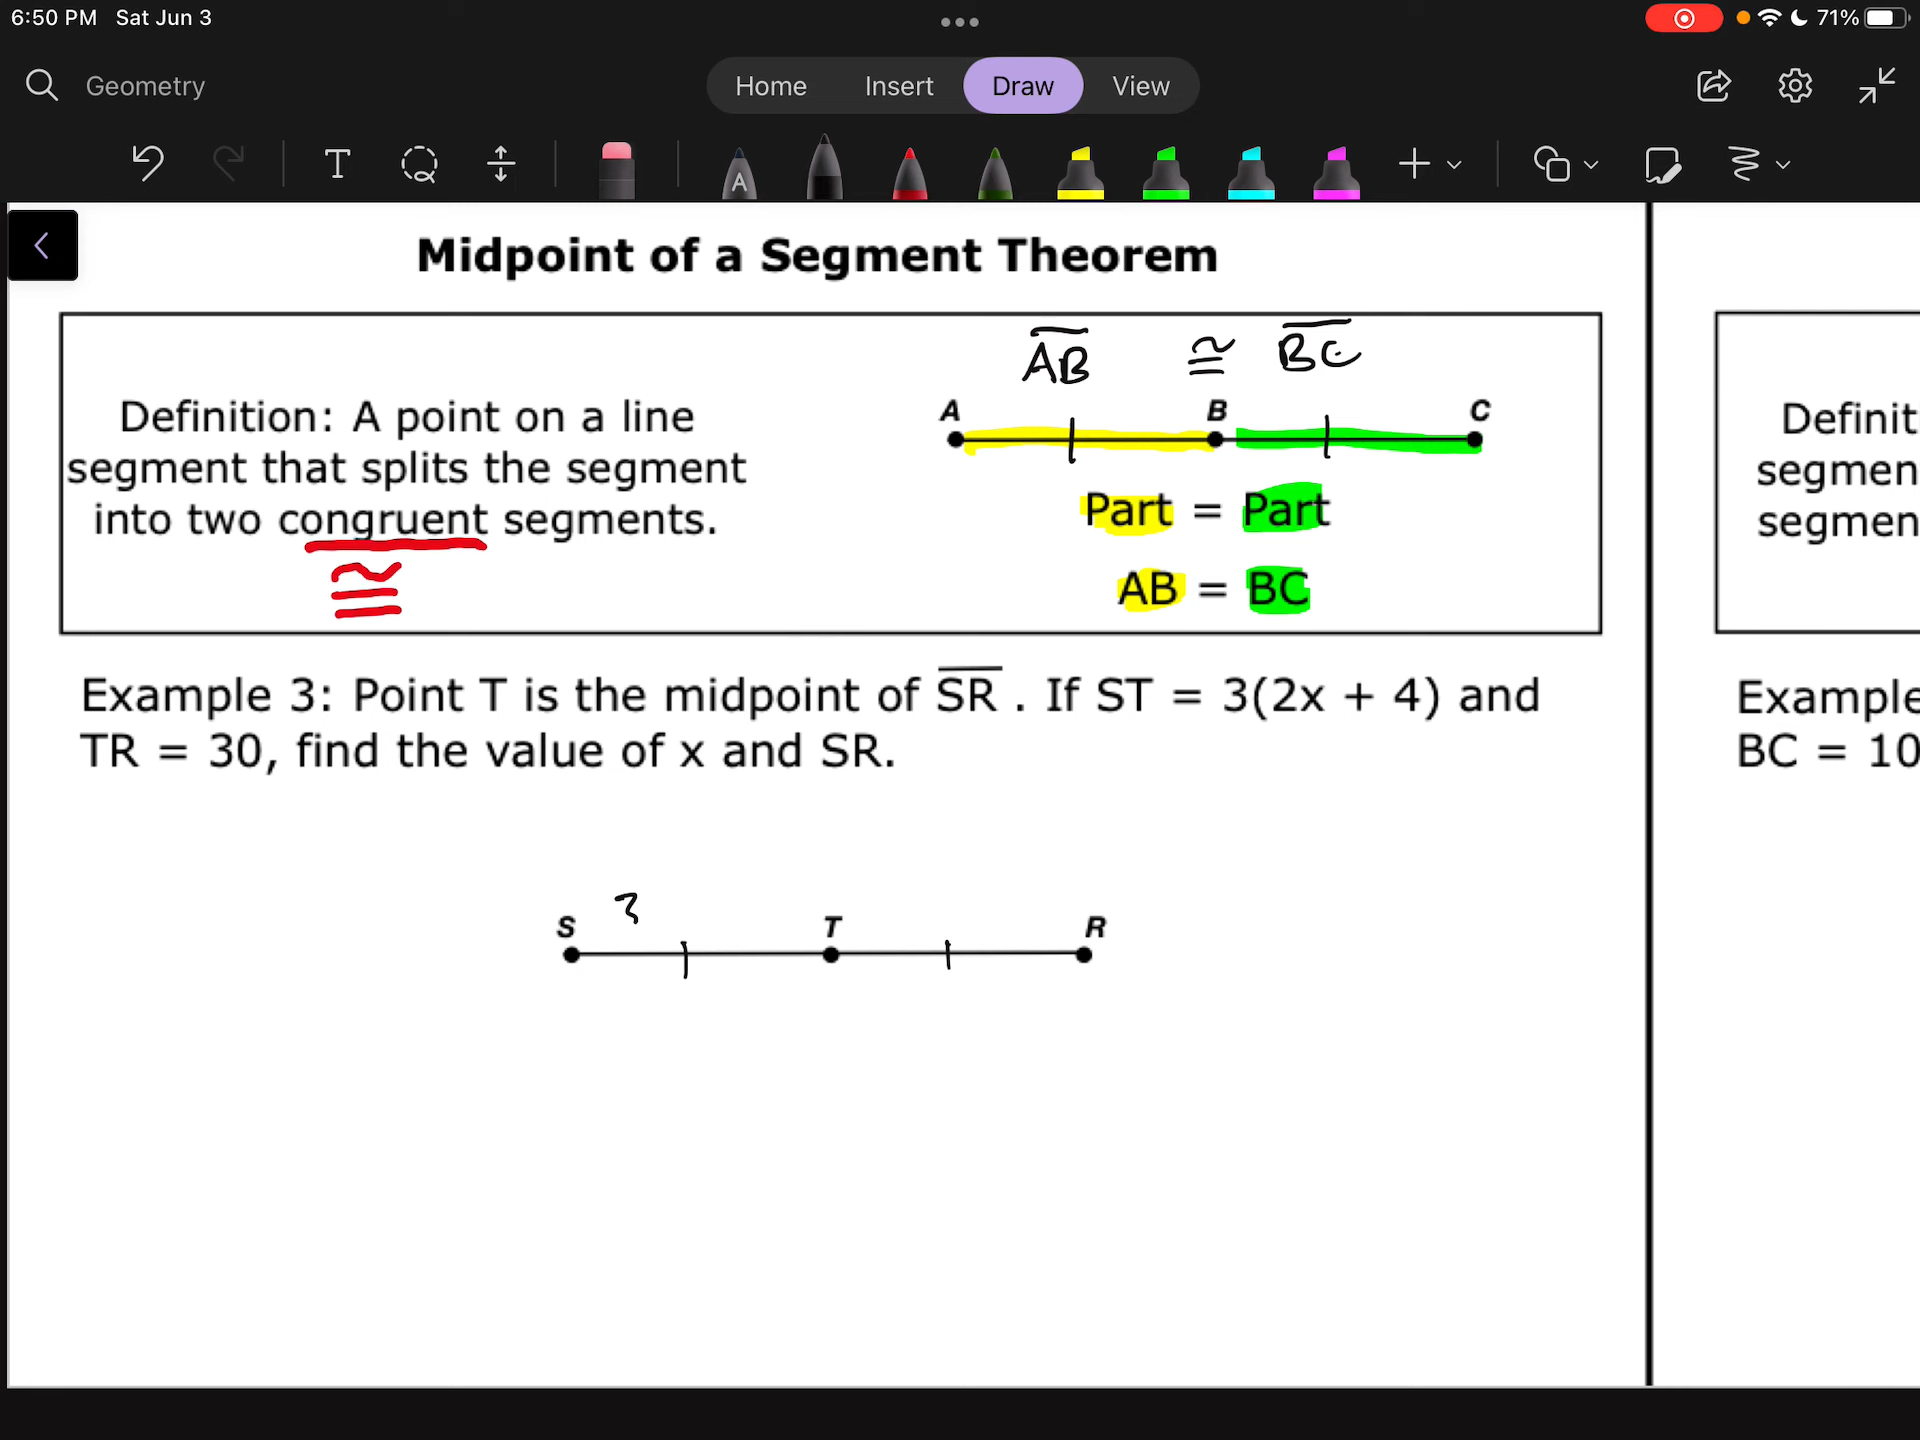 6:50 PM Sat Jun 3
71%
Geometry
Home Insert Draw View
T
A
Midpoint of a Segment Theorem
AB ≅ BC
A B C
Definition: A point on a line
segment that splits the segment
into two congruent segments.
≅
Part = Part
AB = BC
Example 3: Point T is the midpoint of SR . If ST = 3(2x + 4) and
TR = 30, find the value of x and SR.
3
S T R
Definit
segmen
segmen
Example
BC = 10